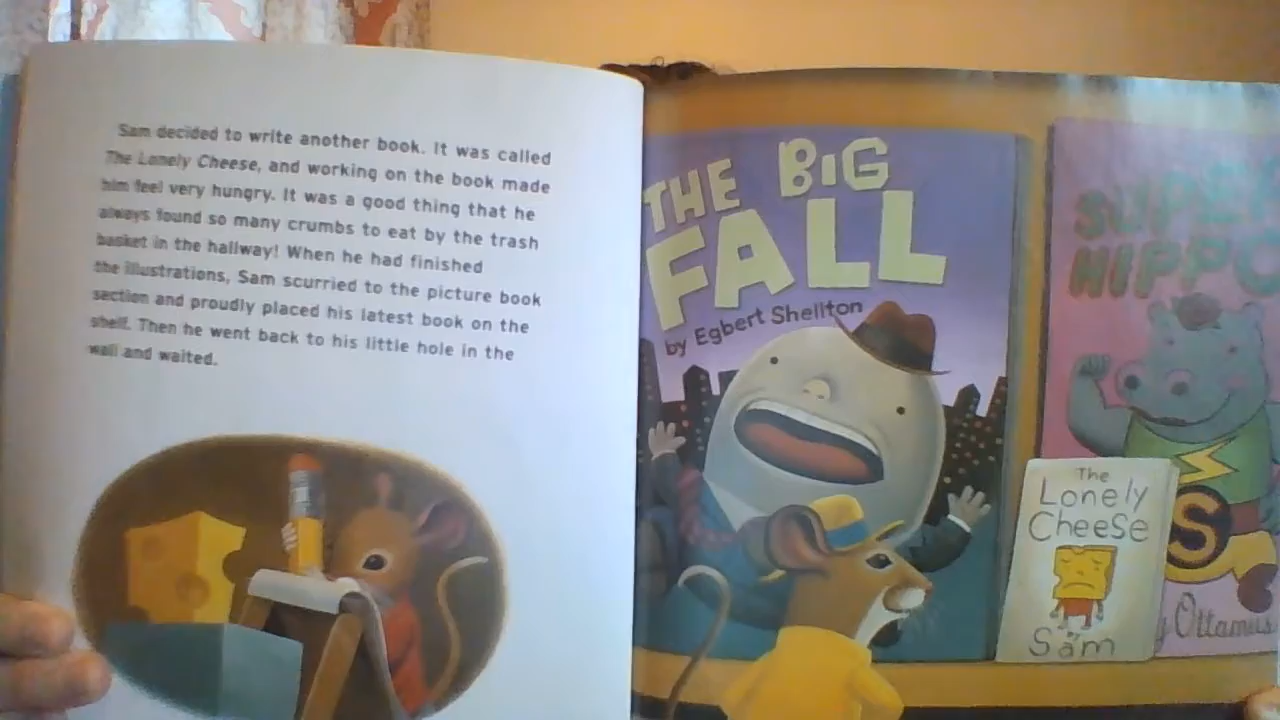 Sam decided to write another book. It was called
The Lonely Cheese, and working on the book made
him feel very hungry. It was a good thing that he
always found so many crumbs to eat by the trash
basket in the hallway! When he had finished
the illustrations, Sam scurried to the picture book
section and proudly placed his latest book on the
shelf. Then he went back to his little hole in the
wall and waited.
THE BIG
FALL
by Egbert Shellton
SUPER
HIPPO
S
The
Lonely
Cheese
Sam
Ottamus